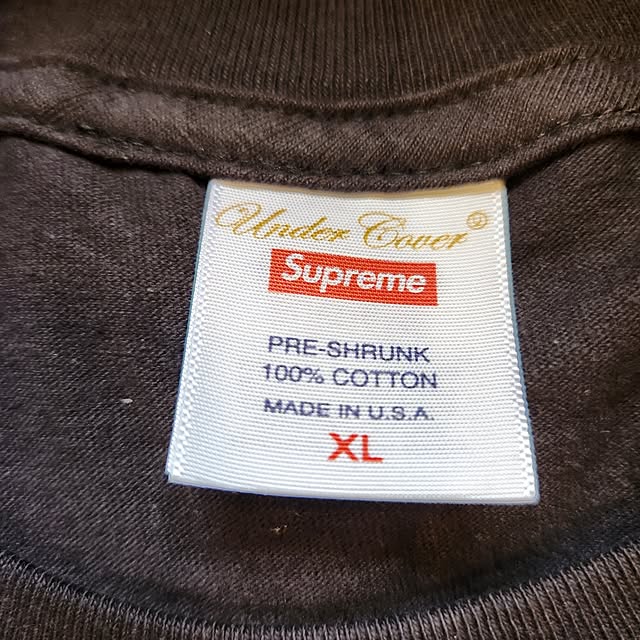 Under Cover ®
Supreme
PRE-SHRUNK
100% COTTON
MADE IN U.S.A.
XL